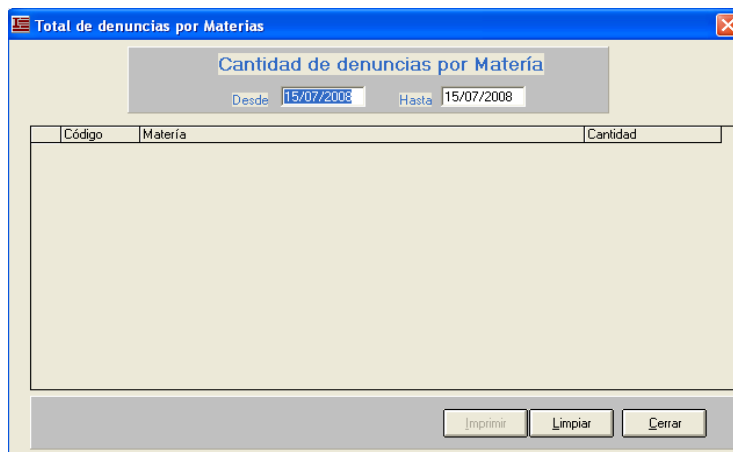 Total de denuncias por Materias
Cantidad de denuncias por Matería
Desde 15/07/2008 Hasta 15/07/2008
Código Matería Cantidad
Imprimir Limpiar Cerrar